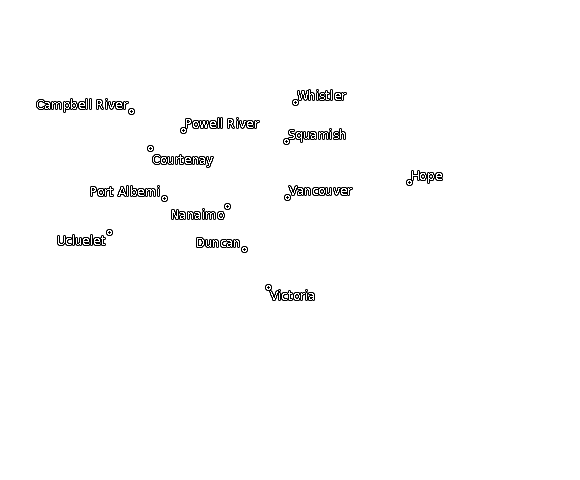 Whistler
Campbell River
Powell River
Squamish
Courtenay
Hope
Port Alberni
Vancouver
Nanaimo
Ucluelet
Duncan
Victoria